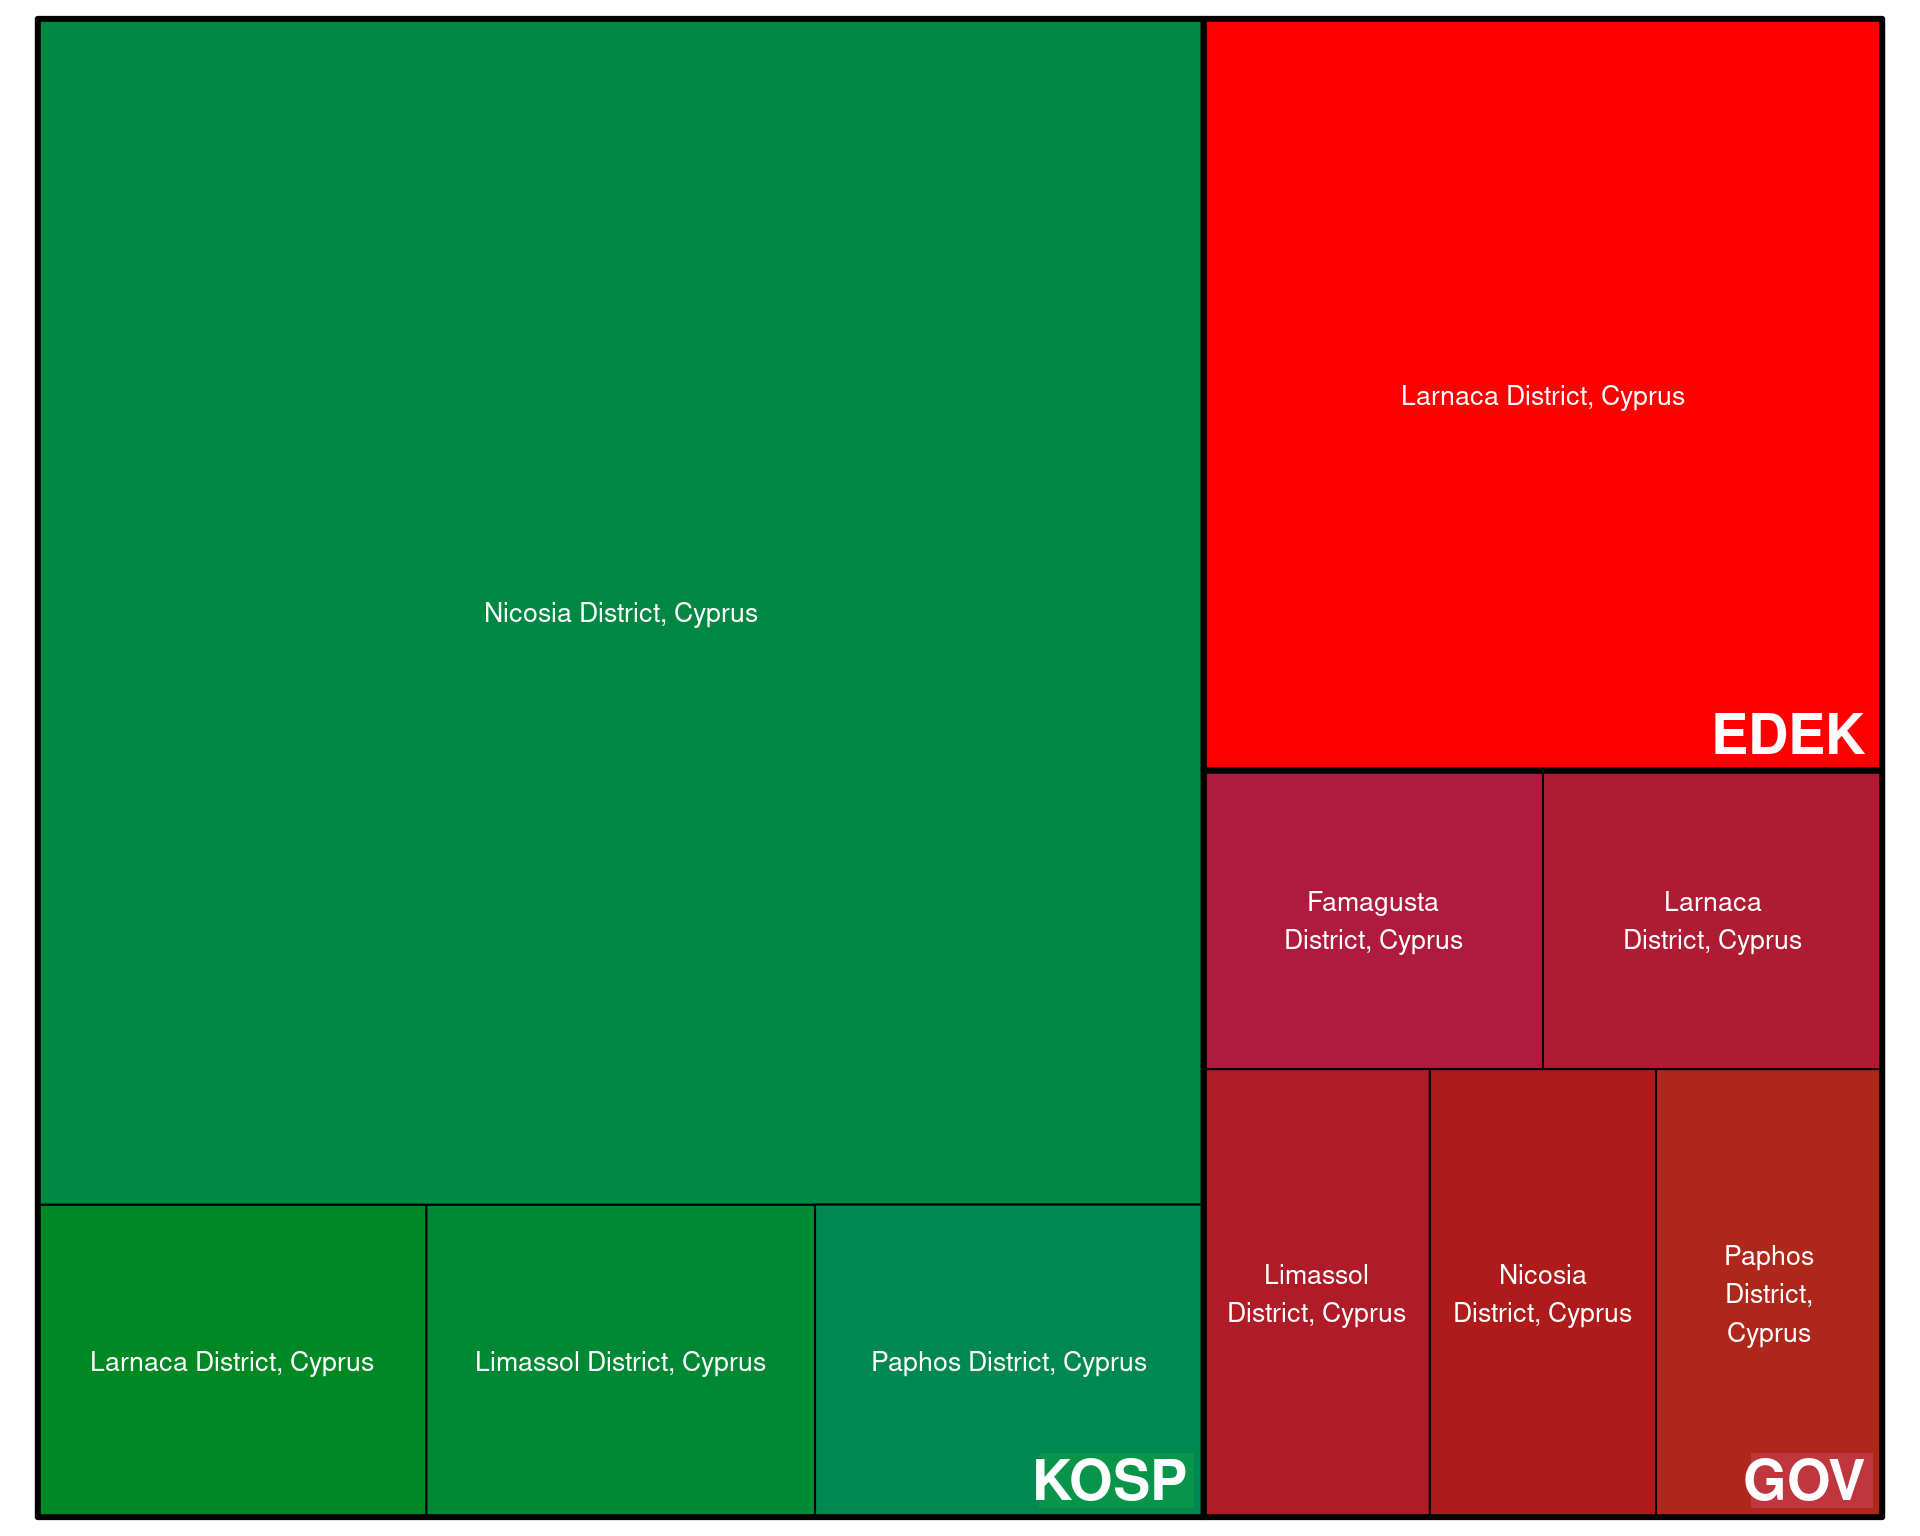 Nicosia District, Cyprus
Larnaca District, Cyprus
Limassol District, Cyprus
Paphos District, Cyprus
KOSP
Larnaca District, Cyprus
EDEK
Famagusta
District, Cyprus
Larnaca
District, Cyprus
Limassol
District, Cyprus
Nicosia
District, Cyprus
Paphos
District,
Cyprus
GOV